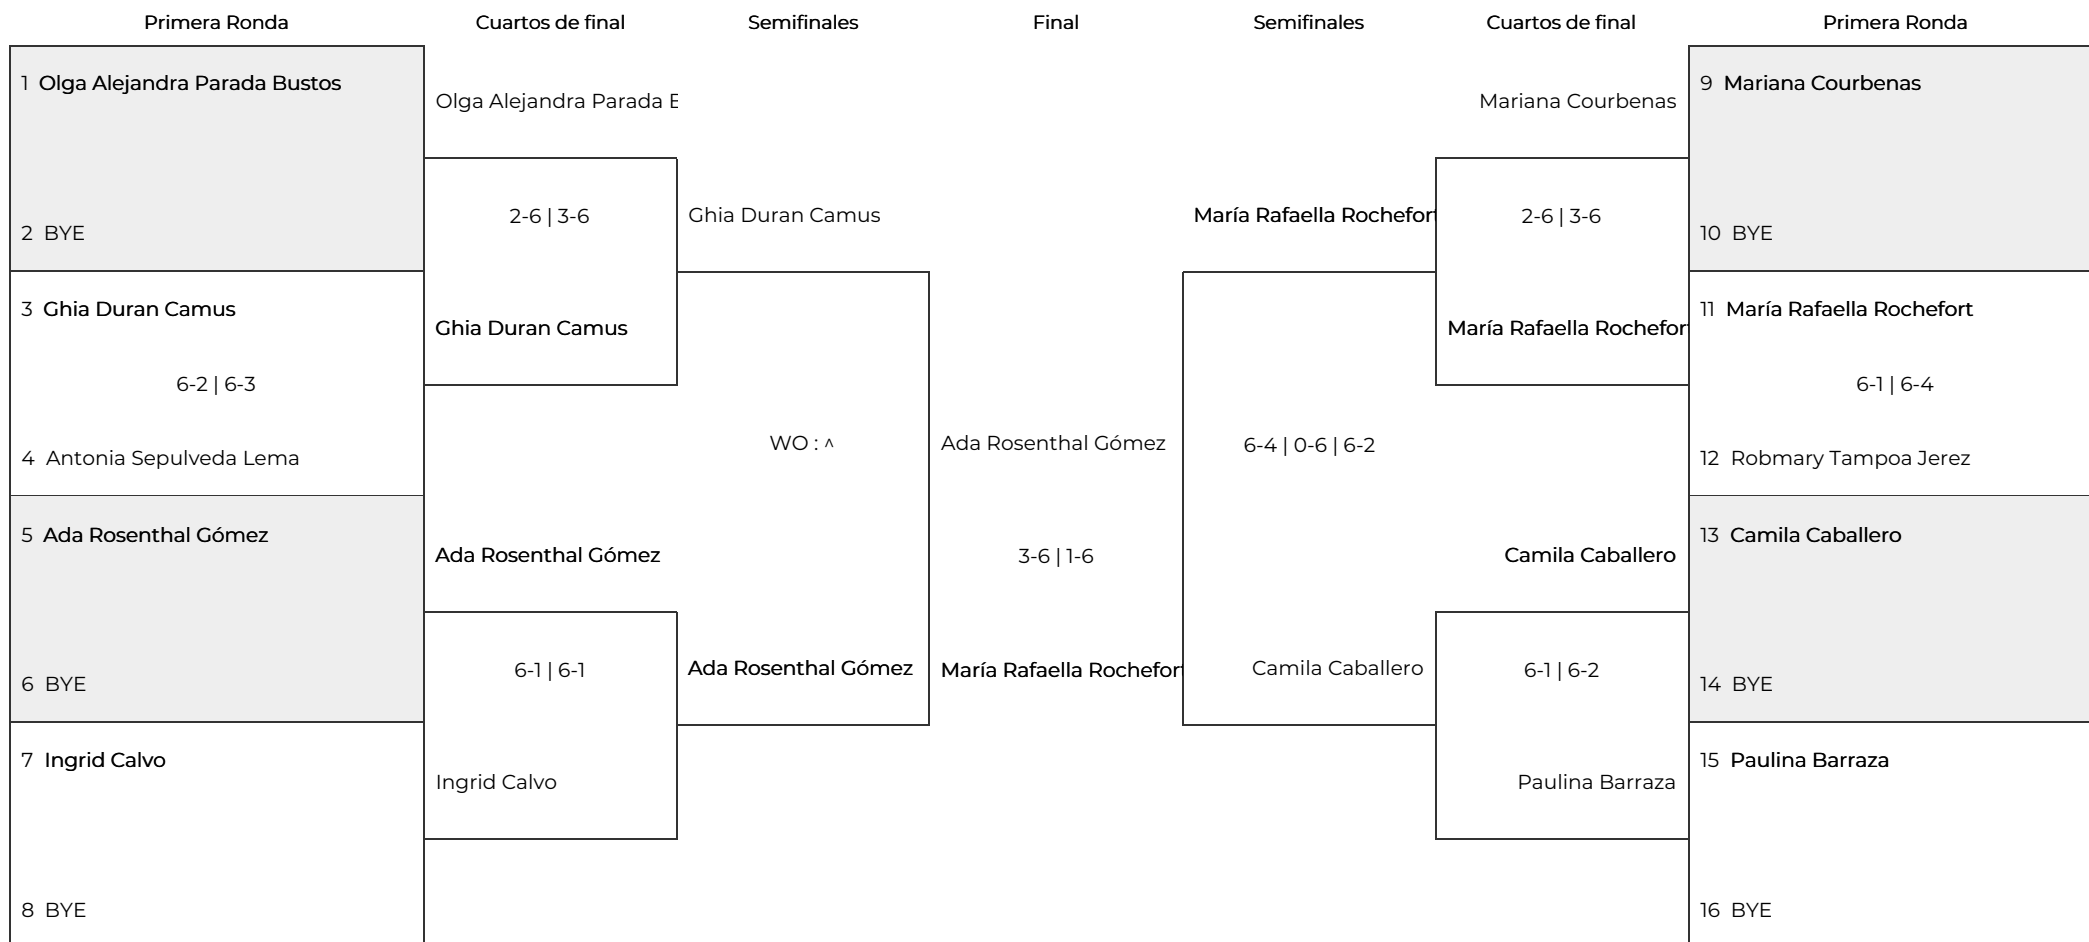 Primera Ronda
Cuartos de final
Semifinales
Final
Semifinales
Cuartos de final
Primera Ronda
1 Olga Alejandra Parada Bustos
2 BYE
3 Ghia Duran Camus
6-2 | 6-3
4 Antonia Sepulveda Lema
5 Ada Rosenthal Gómez
6 BYE
7 Ingrid Calvo
8 BYE
Olga Alejandra Parada B
2-6 | 3-6
Ghia Duran Camus
Ada Rosenthal Gómez
6-1 | 6-1
Ingrid Calvo
Ghia Duran Camus
WO : ^
Ada Rosenthal Gómez
Ada Rosenthal Gómez
3-6 | 1-6
María Rafaella Rochefort
María Rafaella Rochefort
6-4 | 0-6 | 6-2
Camila Caballero
Mariana Courbenas
2-6 | 3-6
María Rafaella Rochefort
Camila Caballero
6-1 | 6-2
Paulina Barraza
9 Mariana Courbenas
10 BYE
11 María Rafaella Rochefort
6-1 | 6-4
12 Robmary Tampoa Jerez
13 Camila Caballero
14 BYE
15 Paulina Barraza
16 BYE